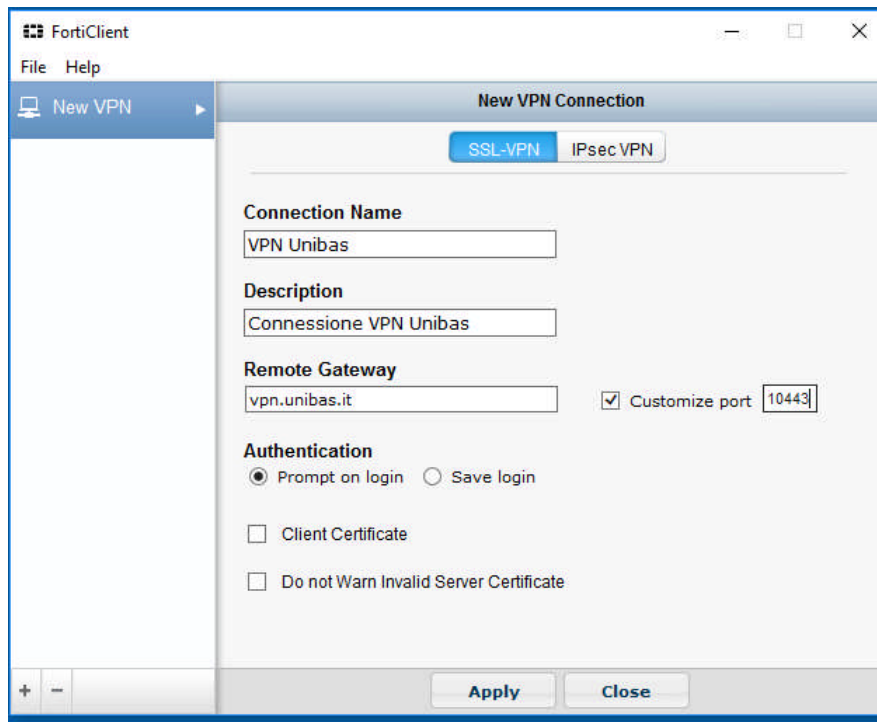 FortiClient
File Help
New VPN
New VPN Connection
SSL-VPN IPsec VPN
Connection Name
VPN Unibas
Description
Connessione VPN Unibas
Remote Gateway
vpn.unibas.it Customize port 10443
Authentication
Prompt on login Save login
Client Certificate
Do not Warn Invalid Server Certificate
+ - Apply Close